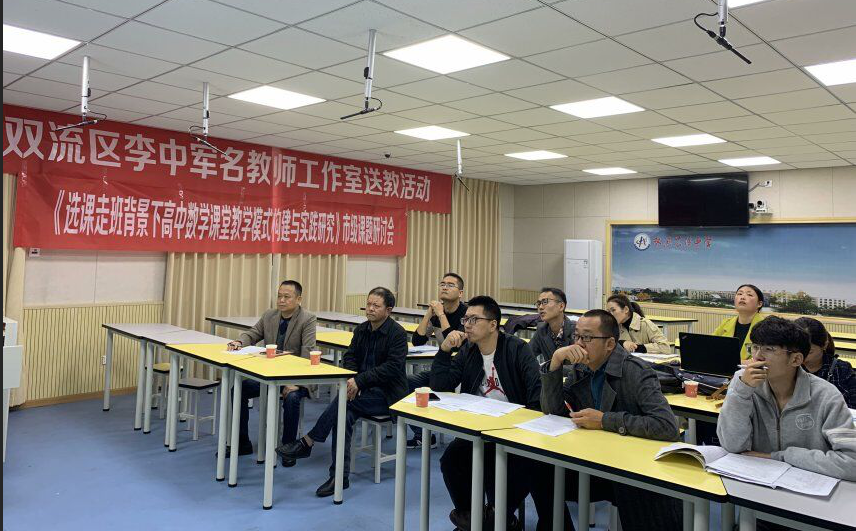 双流区李中军名教师工作室送教活动
《选课走班背景下高中数学课堂教学模式构建与实践研究》市级课题研讨会